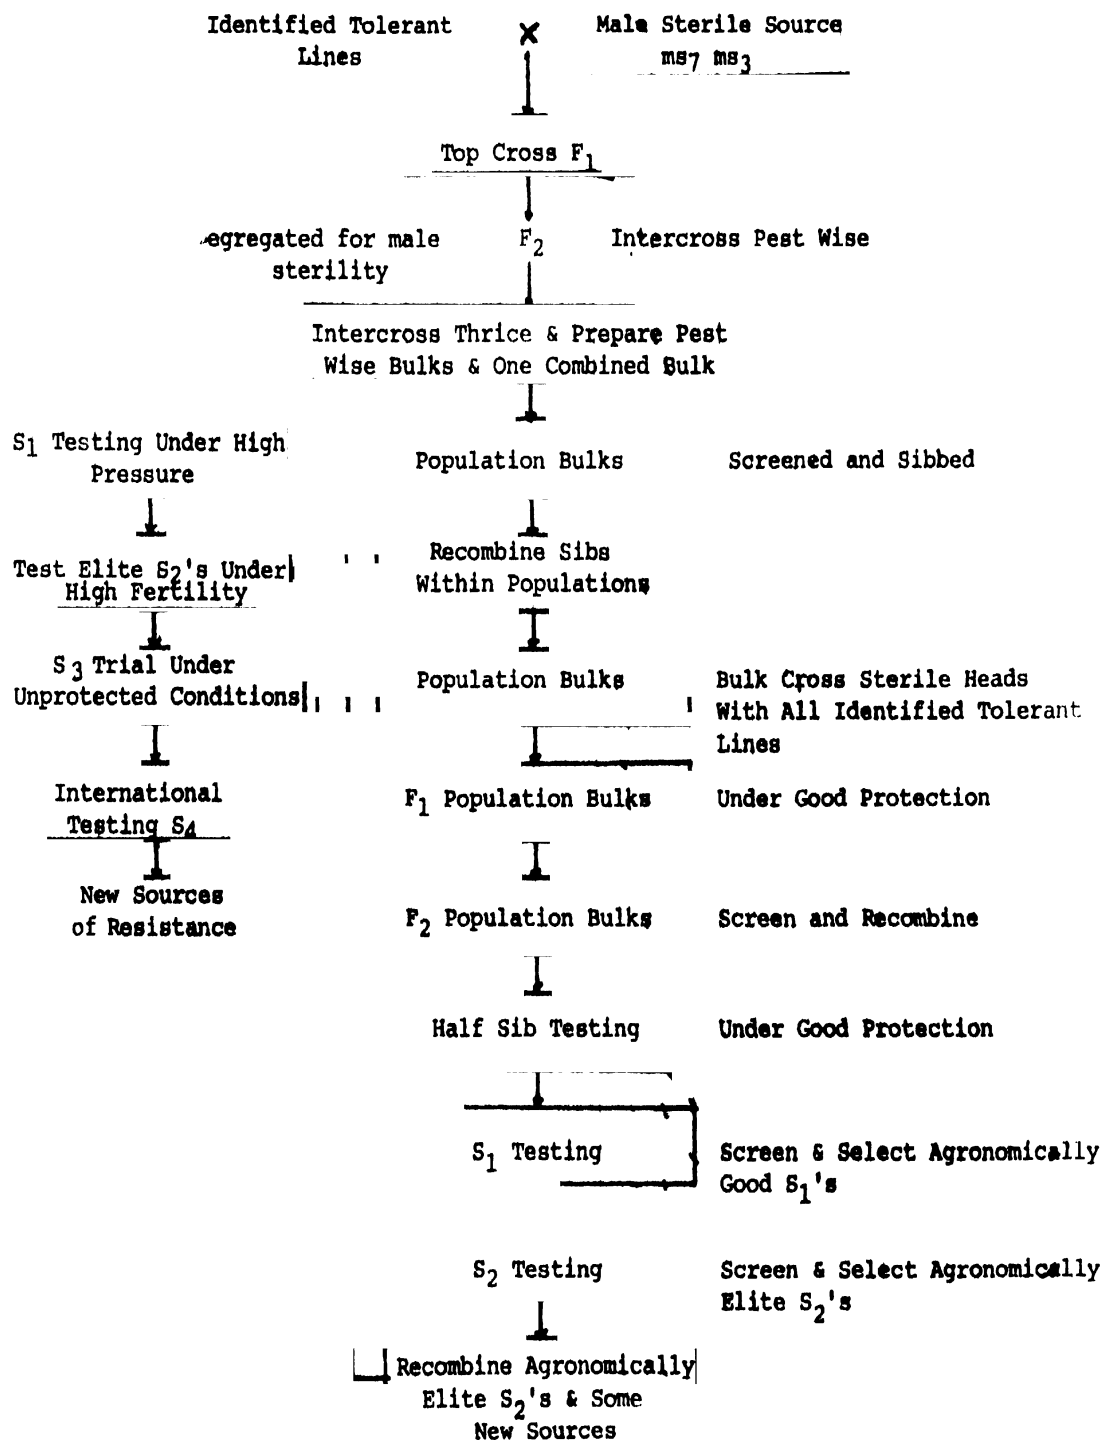 Identified Tolerant
Lines
X
Male Sterile Source
ms7 ms3
Top Cross F1
egregated for male
sterility
F2
Intercross Pest Wise
Intercross Thrice & Prepare Pest
Wise Bulks & One Combined Bulk
S1 Testing Under High
Pressure
Population Bulks
Screened and Sibbed
Test Elite S2's Under
High Fertility
Recombine Sibs
Within Populations
S3 Trial Under
Unprotected Conditions
Population Bulks
Bulk Cross Sterile Heads
With All Identified Tolerant
Lines
International
Testing S4
F1 Population Bulks
Under Good Protection
New Sources
of Resistance
F2 Population Bulks
Screen and Recombine
Half Sib Testing
Under Good Protection
S1 Testing
Screen & Select Agronomically
Good S1's
S2 Testing
Screen & Select Agronomically
Elite S2's
Recombine Agronomically
Elite S2's & Some
New Sources